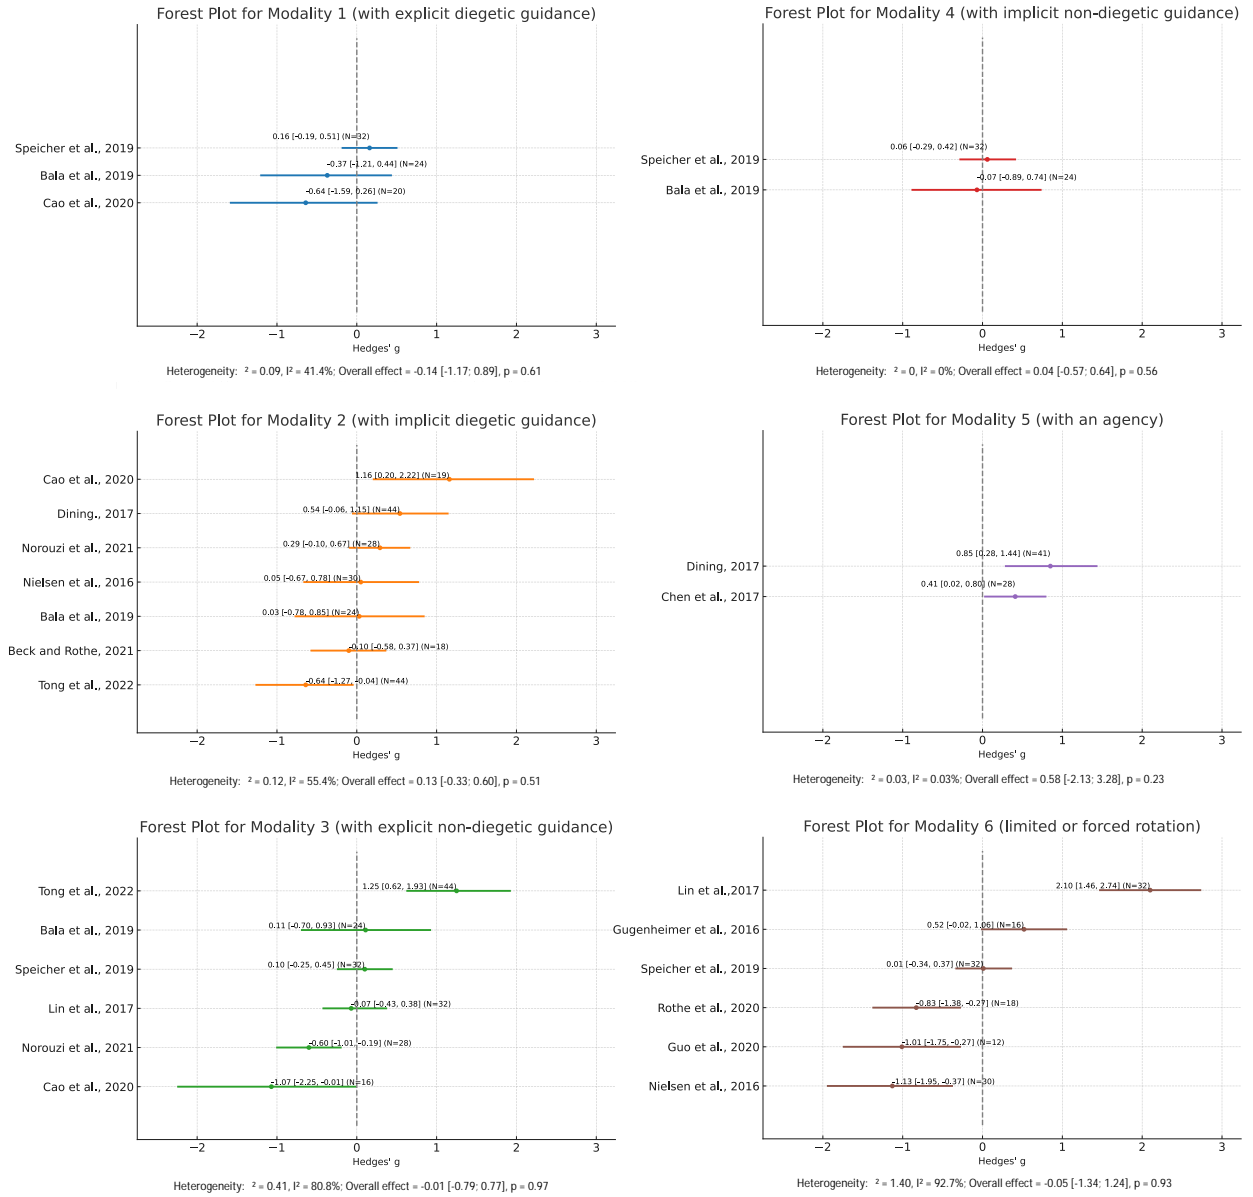 Forest Plot for Modality 1 (with explicit diegetic guidance)
0.16 [-0.19, 0.51] (N=32)
Speicher et al., 2019
-0.37 [-1.21, 0.44] (N=24)
Bala et al., 2019
-0.64 [-1.59, 0.26] (N=20)
Cao et al., 2020
−2 −1 0 1 2 3
Hedges' g
Heterogeneity: ² = 0.09, I² = 41.4%; Overall effect = -0.14 [-1.17; 0.89], p = 0.61
Forest Plot for Modality 4 (with implicit non-diegetic guidance)
0.06 [-0.29, 0.42] (N=32)
Speicher et al., 2019
-0.07 [-0.89, 0.74] (N=24)
Bala et al., 2019
−2 −1 0 1 2 3
Hedges' g
Heterogeneity: ² = 0, I² = 0%; Overall effect = 0.04 [-0.57; 0.64], p = 0.56
Forest Plot for Modality 2 (with implicit diegetic guidance)
1.16 [0.20, 2.22] (N=19)
Cao et al., 2020
0.54 [-0.06, 1.15] (N=44)
Dining., 2017
0.29 [-0.10, 0.67] (N=28)
Norouzi et al., 2021
0.05 [-0.67, 0.78] (N=30)
Nielsen et al., 2016
0.03 [-0.78, 0.85] (N=24)
Bala et al., 2019
-0.10 [-0.58, 0.37] (N=18)
Beck and Rothe, 2021
-0.64 [-1.27, -0.04] (N=44)
Tong et al., 2022
−2 −1 0 1 2 3
Hedges' g
Heterogeneity: ² = 0.12, I² = 55.4%; Overall effect = 0.13 [-0.33; 0.60], p = 0.51
Forest Plot for Modality 5 (with an agency)
0.85 [0.28, 1.44] (N=41)
Dining, 2017
0.41 [0.02, 0.80] (N=28)
Chen et al., 2017
−2 −1 0 1 2 3
Hedges' g
Heterogeneity: ² = 0.03, I² = 0.03%; Overall effect = 0.58 [-2.13; 3.28], p = 0.23
Forest Plot for Modality 3 (with explicit non-diegetic guidance)
1.25 [0.62, 1.93] (N=44)
Tong et al., 2022
0.11 [-0.70, 0.93] (N=24)
Bala et al., 2019
0.10 [-0.25, 0.45] (N=32)
Speicher et al., 2019
-0.07 [-0.43, 0.38] (N=32)
Lin et al., 2017
-0.60 [-1.01, -0.19] (N=28)
Norouzi et al., 2021
-1.07 [-2.25, -0.01] (N=16)
Cao et al., 2020
−2 −1 0 1 2 3
Hedges' g
Heterogeneity: ² = 0.41, I² = 80.8%; Overall effect = -0.01 [-0.79; 0.77], p = 0.97
Forest Plot for Modality 6 (limited or forced rotation)
2.10 [1.46, 2.74] (N=32)
Lin et al.,2017
0.52 [-0.02, 1.06] (N=16)
Gugenheimer et al., 2016
0.01 [-0.34, 0.37] (N=32)
Speicher et al., 2019
-0.83 [-1.38, -0.27] (N=18)
Rothe et al., 2020
-1.01 [-1.75, -0.27] (N=12)
Guo et al., 2020
-1.13 [-1.95, -0.37] (N=30)
Nielsen et al., 2016
−2 −1 0 1 2 3
Hedges' g
Heterogeneity: ² = 1.40, I² = 92.7%; Overall effect = -0.05 [-1.34; 1.24], p = 0.93